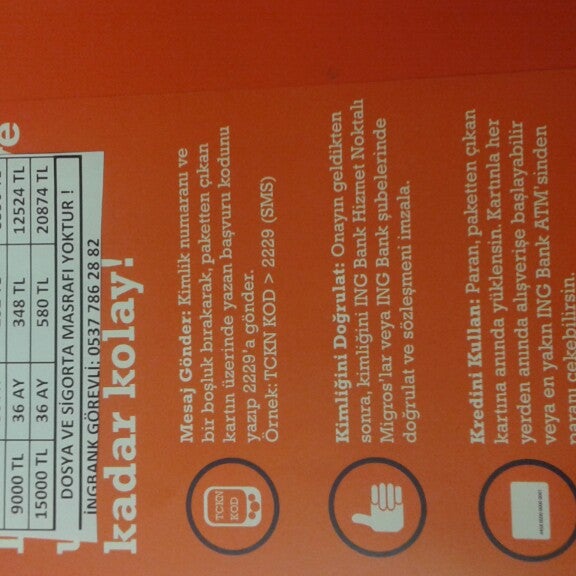 9000 TL 36 AY 348 TL 12524 TL
15000 TL 36 AY 580 TL 20874 TL
DOSYA VE SİGORTA MASRAFI YOKTUR !
İNGBANK GÖREVLİ: 0537 786 28 82
kadar kolay!
Mesaj Gönder: Kimlik numaranı ve
bir boşluk bırakarak, paketten çıkan
kartın üzerinde yazan başvuru kodunu
yazıp 2229'a gönder.
Örnek: TCKN KOD > 2229 (SMS)
TCKN
KOD
Kimliğini Doğrulat: Onayın geldikten
sonra, kimliğini ING Bank Hizmet Noktalı
Migros'lar veya ING Bank şubelerinde
doğrulat ve sözleşmeni imzala.
Kredini Kullan: Paran, paketten çıkan
kartına anında yüklensin. Kartınla her
yerden anında alışverişe başlayabilir
veya en yakın ING Bank ATM'sinden
paranı çekebilirsin.